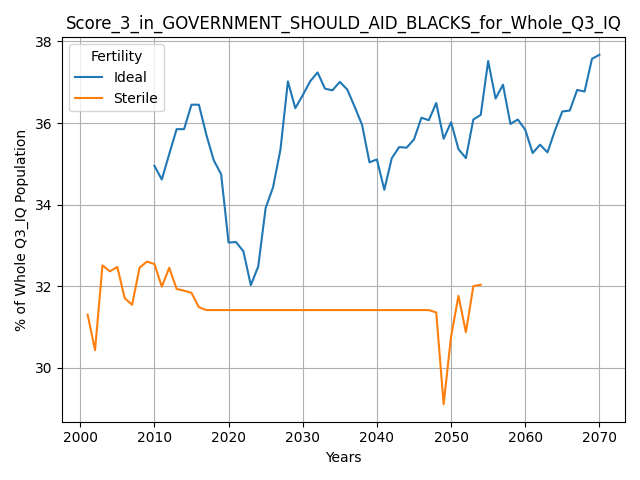 Score_3_in_GOVERNMENT_SHOULD_AID_BLACKS_for_Whole_Q3_IQ
Fertility
Ideal
Sterile
% of Whole Q3_IQ Population
38
36
34
32
30
2000 2010 2020 2030 2040 2050 2060 2070
Years